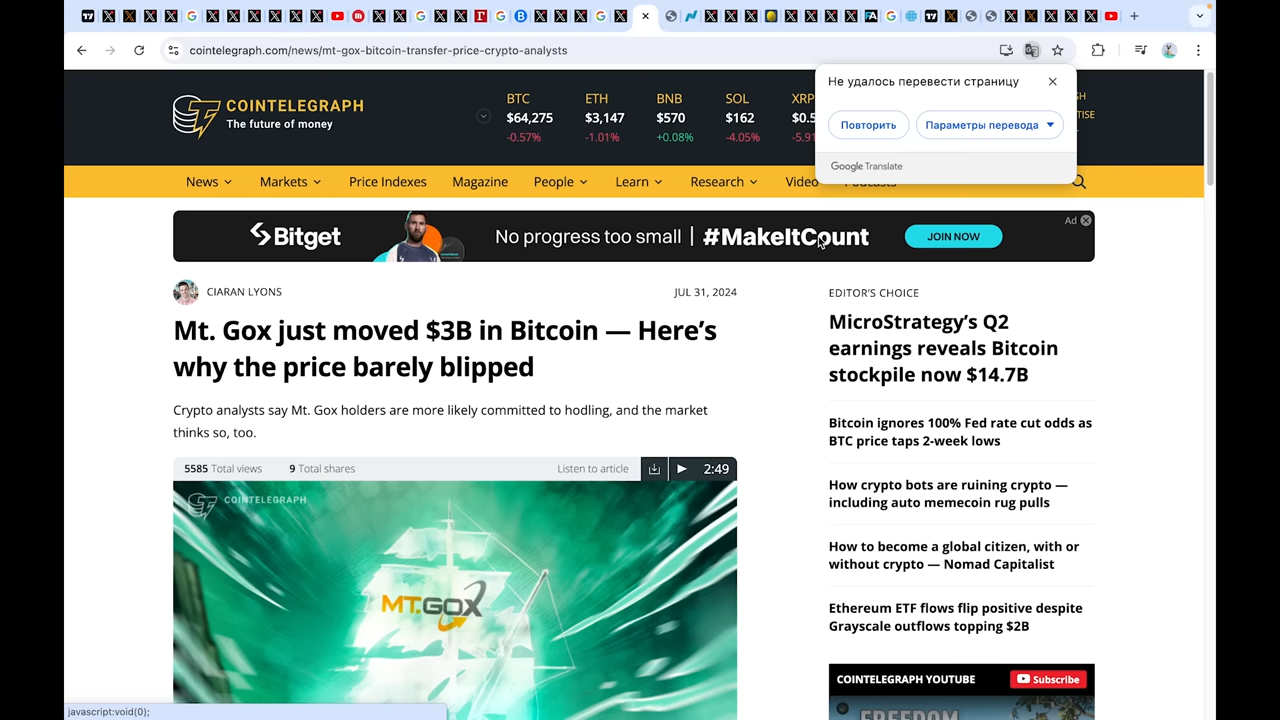 cointelegraph.com/news/mt-gox-bitcoin-transfer-price-crypto-analysts
Не удалось перевести страницу
Повторить
Параметры перевода
Google Translate
COINTELEGRAPH
The future of money
BTC
$64,275
-0.57%
ETH
$3,147
-1.01%
BNB
$570
+0.08%
SOL
$162
-4.05%
XRP
$0.5
-5.91
News
Markets
Price Indexes
Magazine
People
Learn
Research
Video
Podcasts
Bitget
No progress too small | #MakeItCount
JOIN NOW
Ad
CIARAN LYONS
JUL 31, 2024
Mt. Gox just moved $3B in Bitcoin — Here's
why the price barely blipped
Crypto analysts say Mt. Gox holders are more likely committed to hodling, and the market
thinks so, too.
5585 Total views
9 Total shares
Listen to article
2:49
COINTELEGRAPH
MT.GOX
EDITOR'S CHOICE
MicroStrategy's Q2
earnings reveals Bitcoin
stockpile now $14.7B
Bitcoin ignores 100% Fed rate cut odds as
BTC price taps 2-week lows
How crypto bots are ruining crypto —
including auto memecoin rug pulls
How to become a global citizen, with or
without crypto — Nomad Capitalist
Ethereum ETF flows flip positive despite
Grayscale outflows topping $2B
COINTELEGRAPH YOUTUBE
Subscribe
FREEDOM
javascript:void(0);